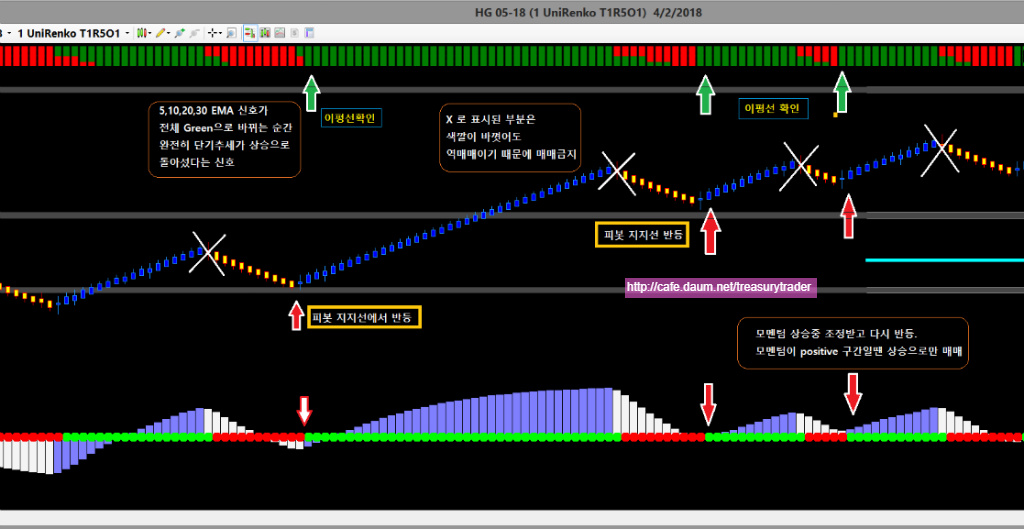 HG 05-18 (1 UniRenko T1R5O1)  4/2/2018
1 UniRenko T1R5O1
5,10,20,30 EMA 신호가
전체 Green으로 바뀌는 순간
완전히 단기추세가 상승으로
돌아섰다는 신호
이평선확인
X 로 표시된 부분은
색깔이 바꼇어도
역매매이기 때문에 매매금지
이평선 확인
피봇 지지선 반등
http://cafe.daum.net/treasurytrader
피봇 지지선에서 반등
모멘텀 상승중 조정받고 다시 반등.
모멘텀이 positive 구간일땐 상승으로만 매매